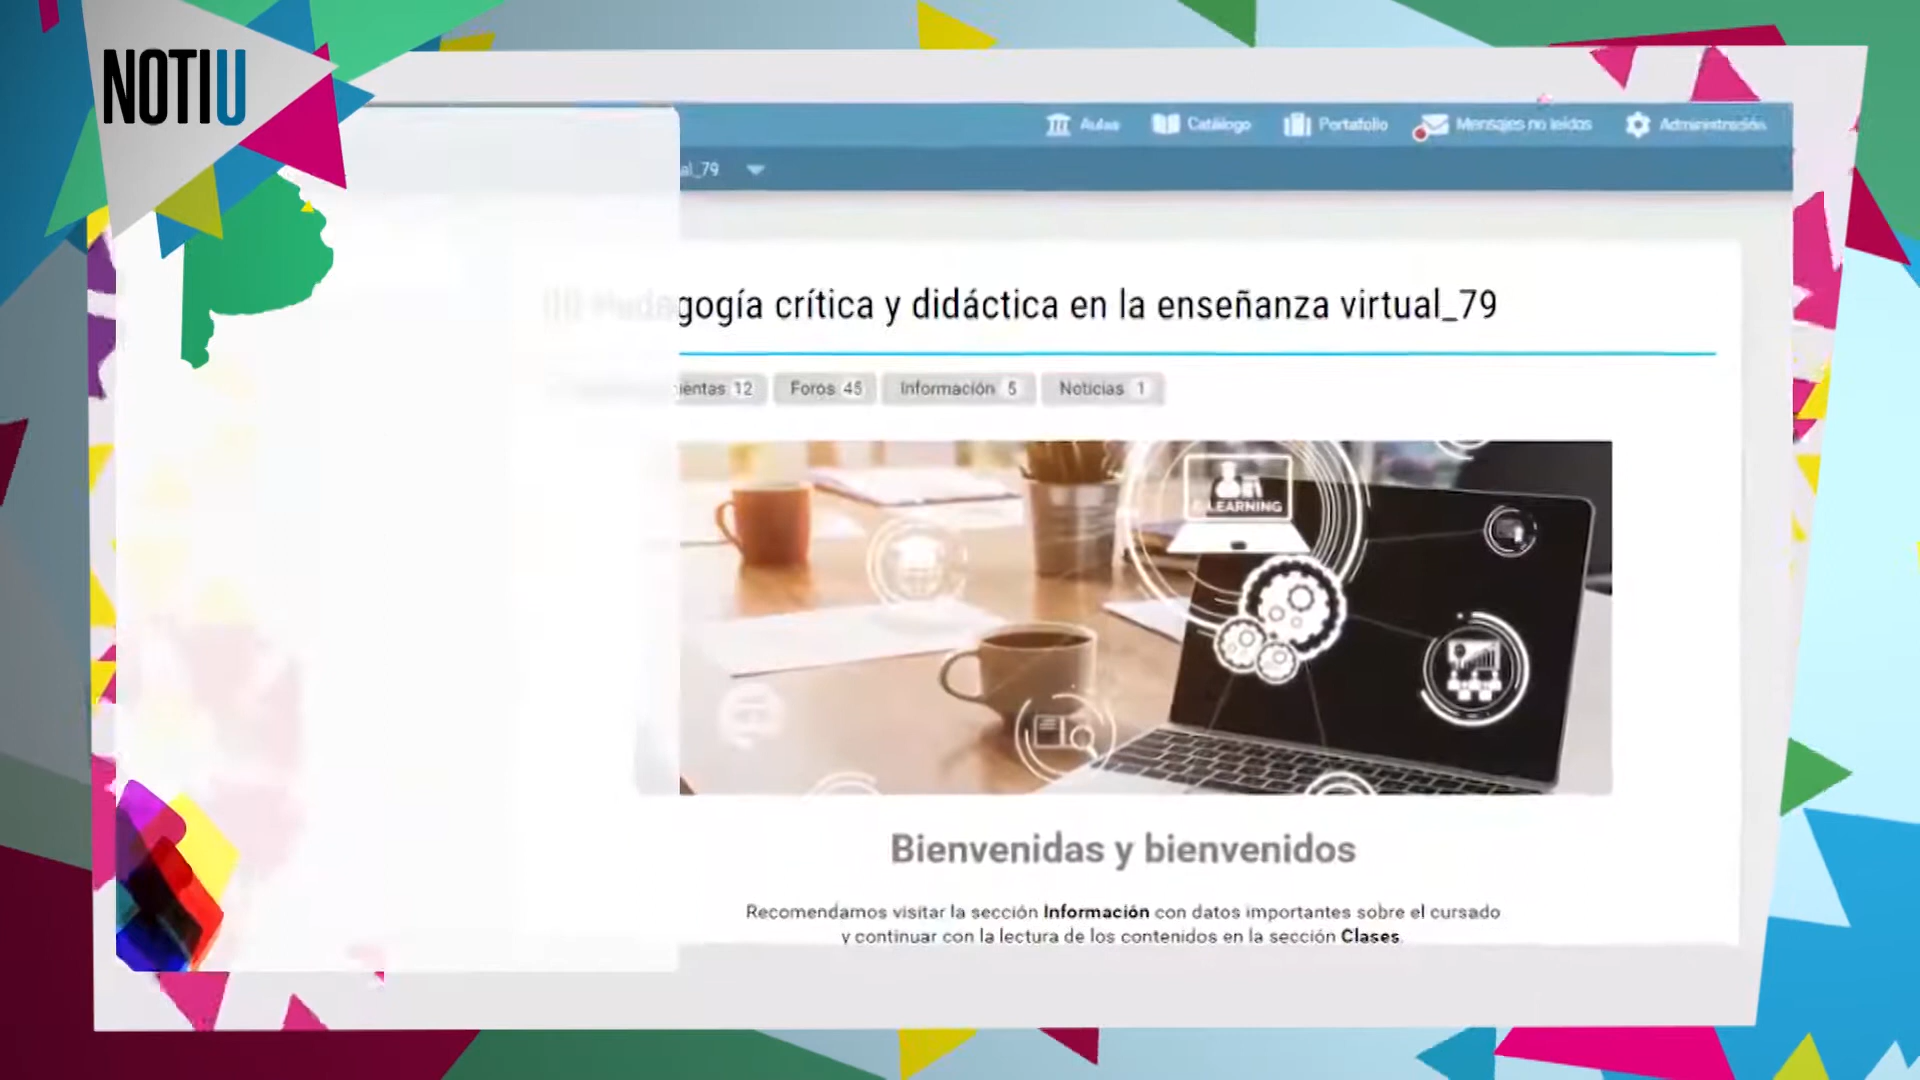 NOTIU
Aulas Catálogo Portafolio Mensajes no leídos Administración
al_79
gogía crítica y didáctica en la enseñanza virtual_79
ientas 12 Foros 45 Información 5 Noticias 1
E-LEARNING
Bienvenidas y bienvenidos
Recomendamos visitar la sección Información con datos importantes sobre el cursado
y continuar con la lectura de los contenidos en la sección Clases.